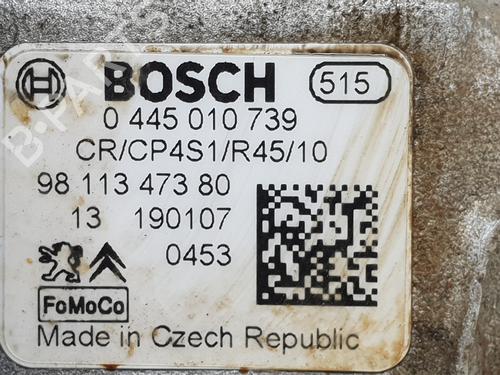 BOSCH 515
0 445 010 739
CR/CP4S1/R45/10
98 113 473 80
13 190107
0453
FoMoCo
Made in Czech Republic
B-PARTS